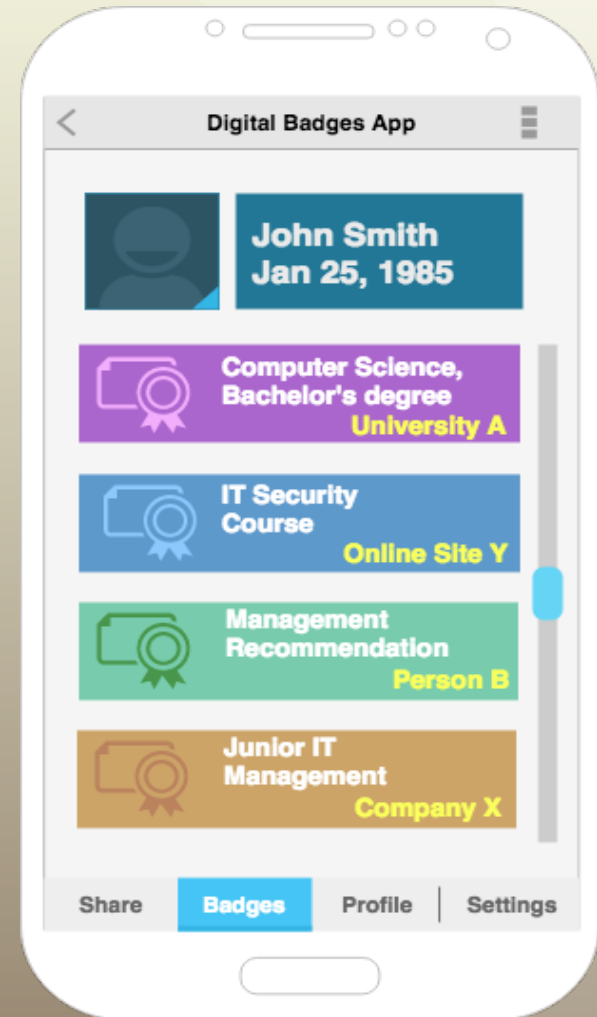 Digital Badges App
John Smith
Jan 25, 1985
Computer Science,
Bachelor's degree
University A
IT Security
Course
Online Site Y
Management
Recommendation
Person B
Junior IT
Management
Company X
Share Badges Profile Settings